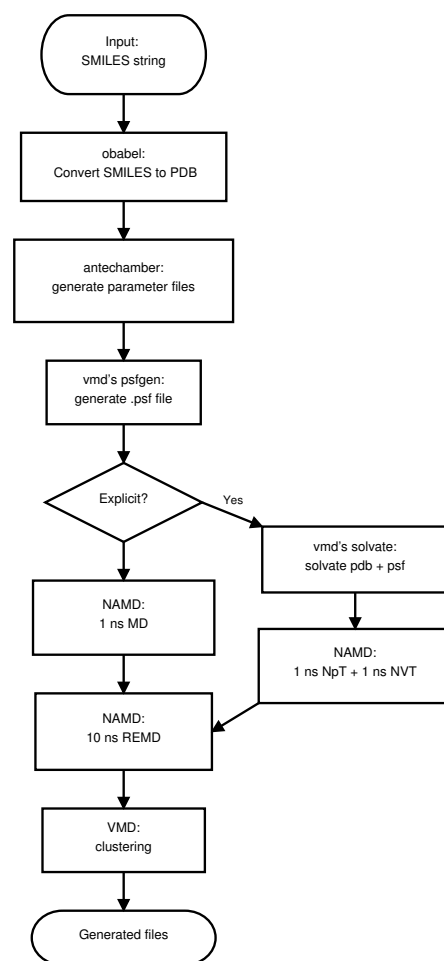 Input:
SMILES string
obabel:
Convert SMILES to PDB
antechamber:
generate parameter files
vmd's psfgen:
generate .psf file
Explicit?
Yes
vmd's solvate:
solvate pdb + psf
NAMD:
1 ns MD
NAMD:
1 ns NpT + 1 ns NVT
NAMD:
10 ns REMD
VMD:
clustering
Generated files